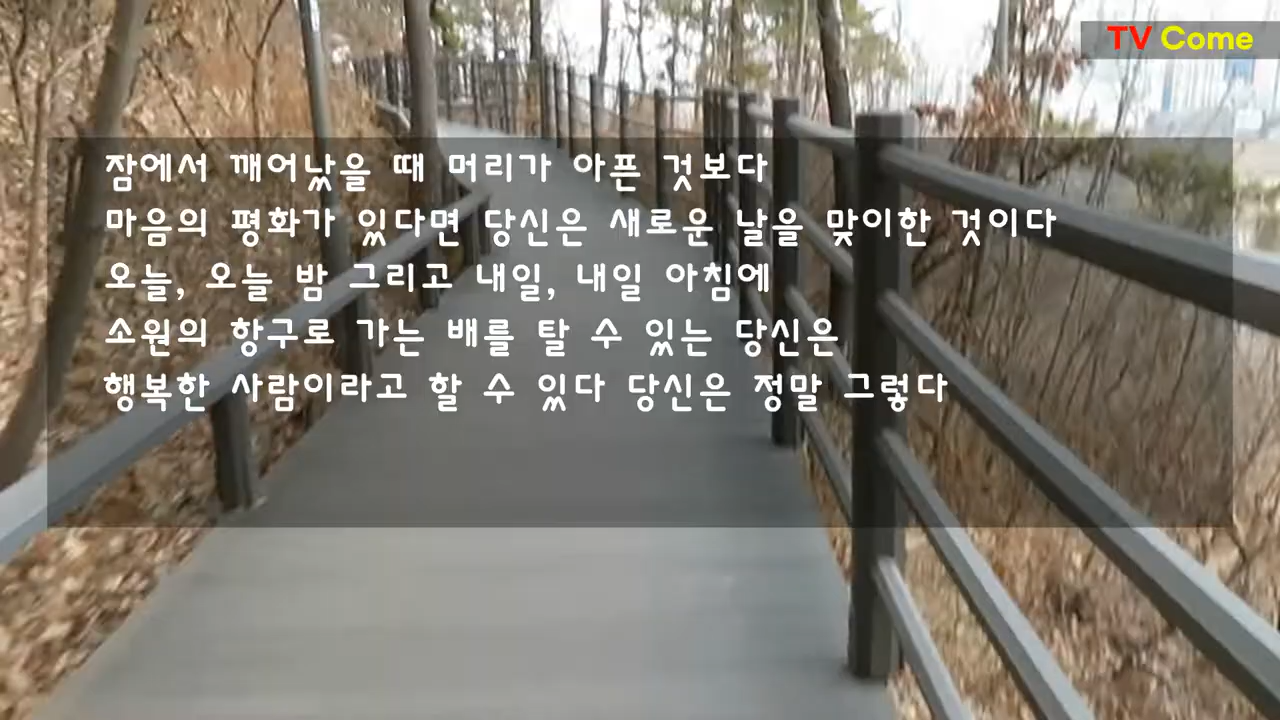 TV Come
잠에서 깨어났을 때 머리가 아픈 것보다
마음의 평화가 있다면 당신은 새로운 날을 맞이한 것이다
오늘, 오늘 밤 그리고 내일, 내일 아침에
소원의 항구로 가는 배를 탈 수 있는 당신은
행복한 사람이라고 할 수 있다 당신은 정말 그렇다